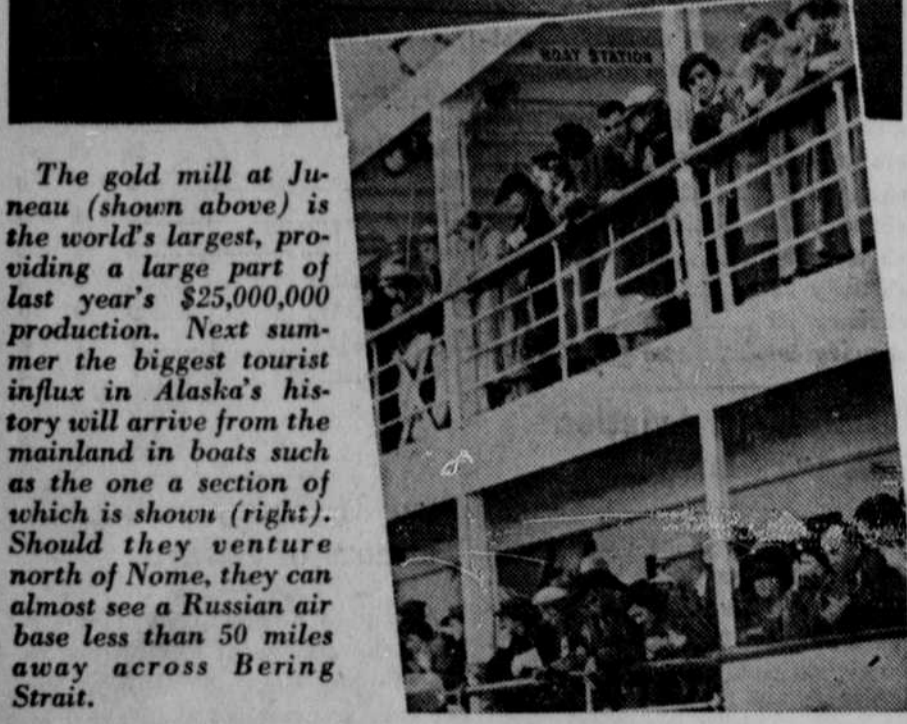 BOAT STATION
The gold mill at Ju-
neau (shown above) is
the world's largest, pro-
viding a large part of
last year's $25,000,000
production. Next sum-
mer the biggest tourist
influx in Alaska's his-
tory will arrive from the
mainland in boats such
as the one a section of
which is shown (right).
Should they venture
north of Nome, they can
almost see a Russian air
base less than 50 miles
away across Bering
Strait.